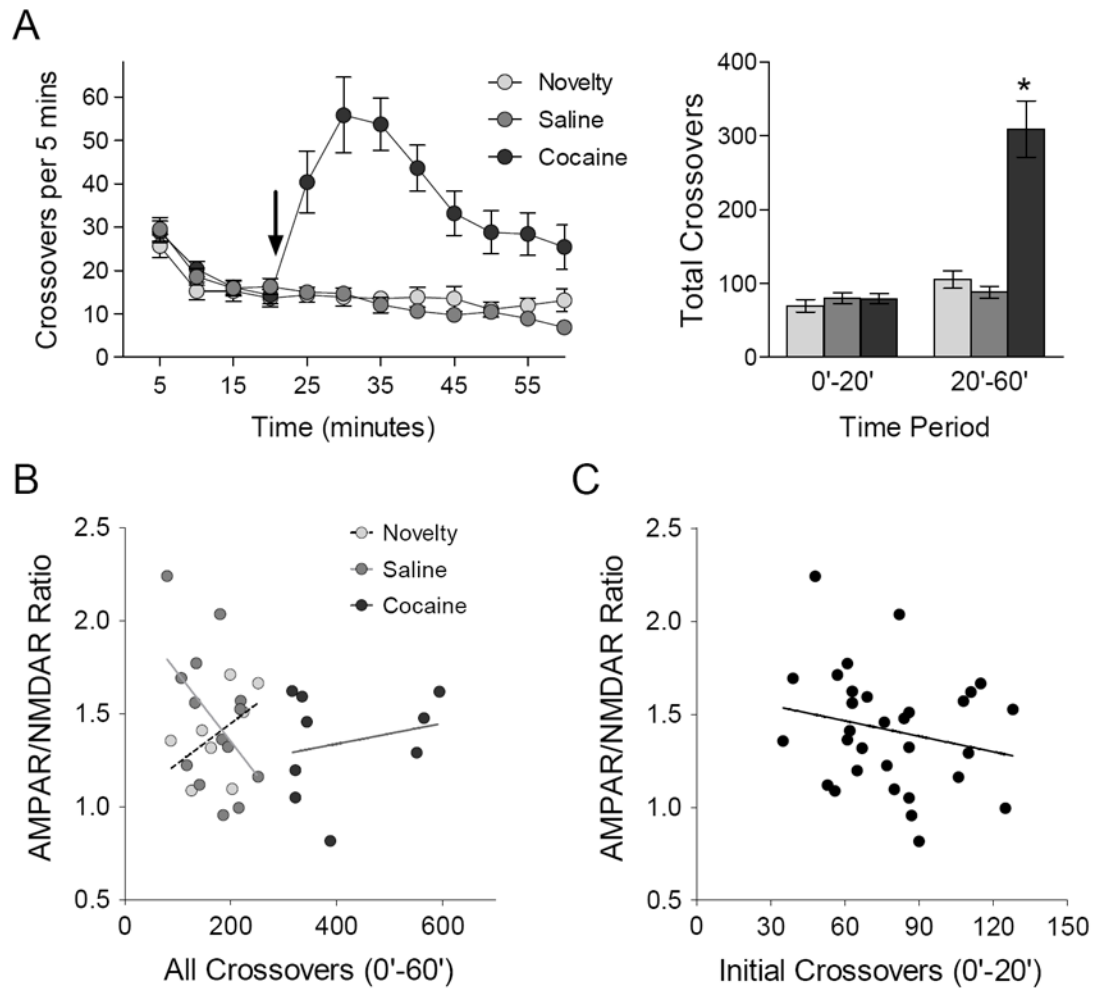 A
Crossovers per 5 mins
60
50
40
30
20
10
0
5
15
25
35
45
55
Time (minutes)
Novelty
Saline
Cocaine
Total Crossovers
400
300
200
100
0
*
0'-20'
20'-60'
Time Period
B
AMPAR/NMDAR Ratio
2.5
2.0
1.5
1.0
0.5
0
200
400
600
All Crossovers (0'-60')
Novelty
Saline
Cocaine
C
AMPAR/NMDAR Ratio
2.5
2.0
1.5
1.0
0.5
0
30
60
90
120
150
Initial Crossovers (0'-20')